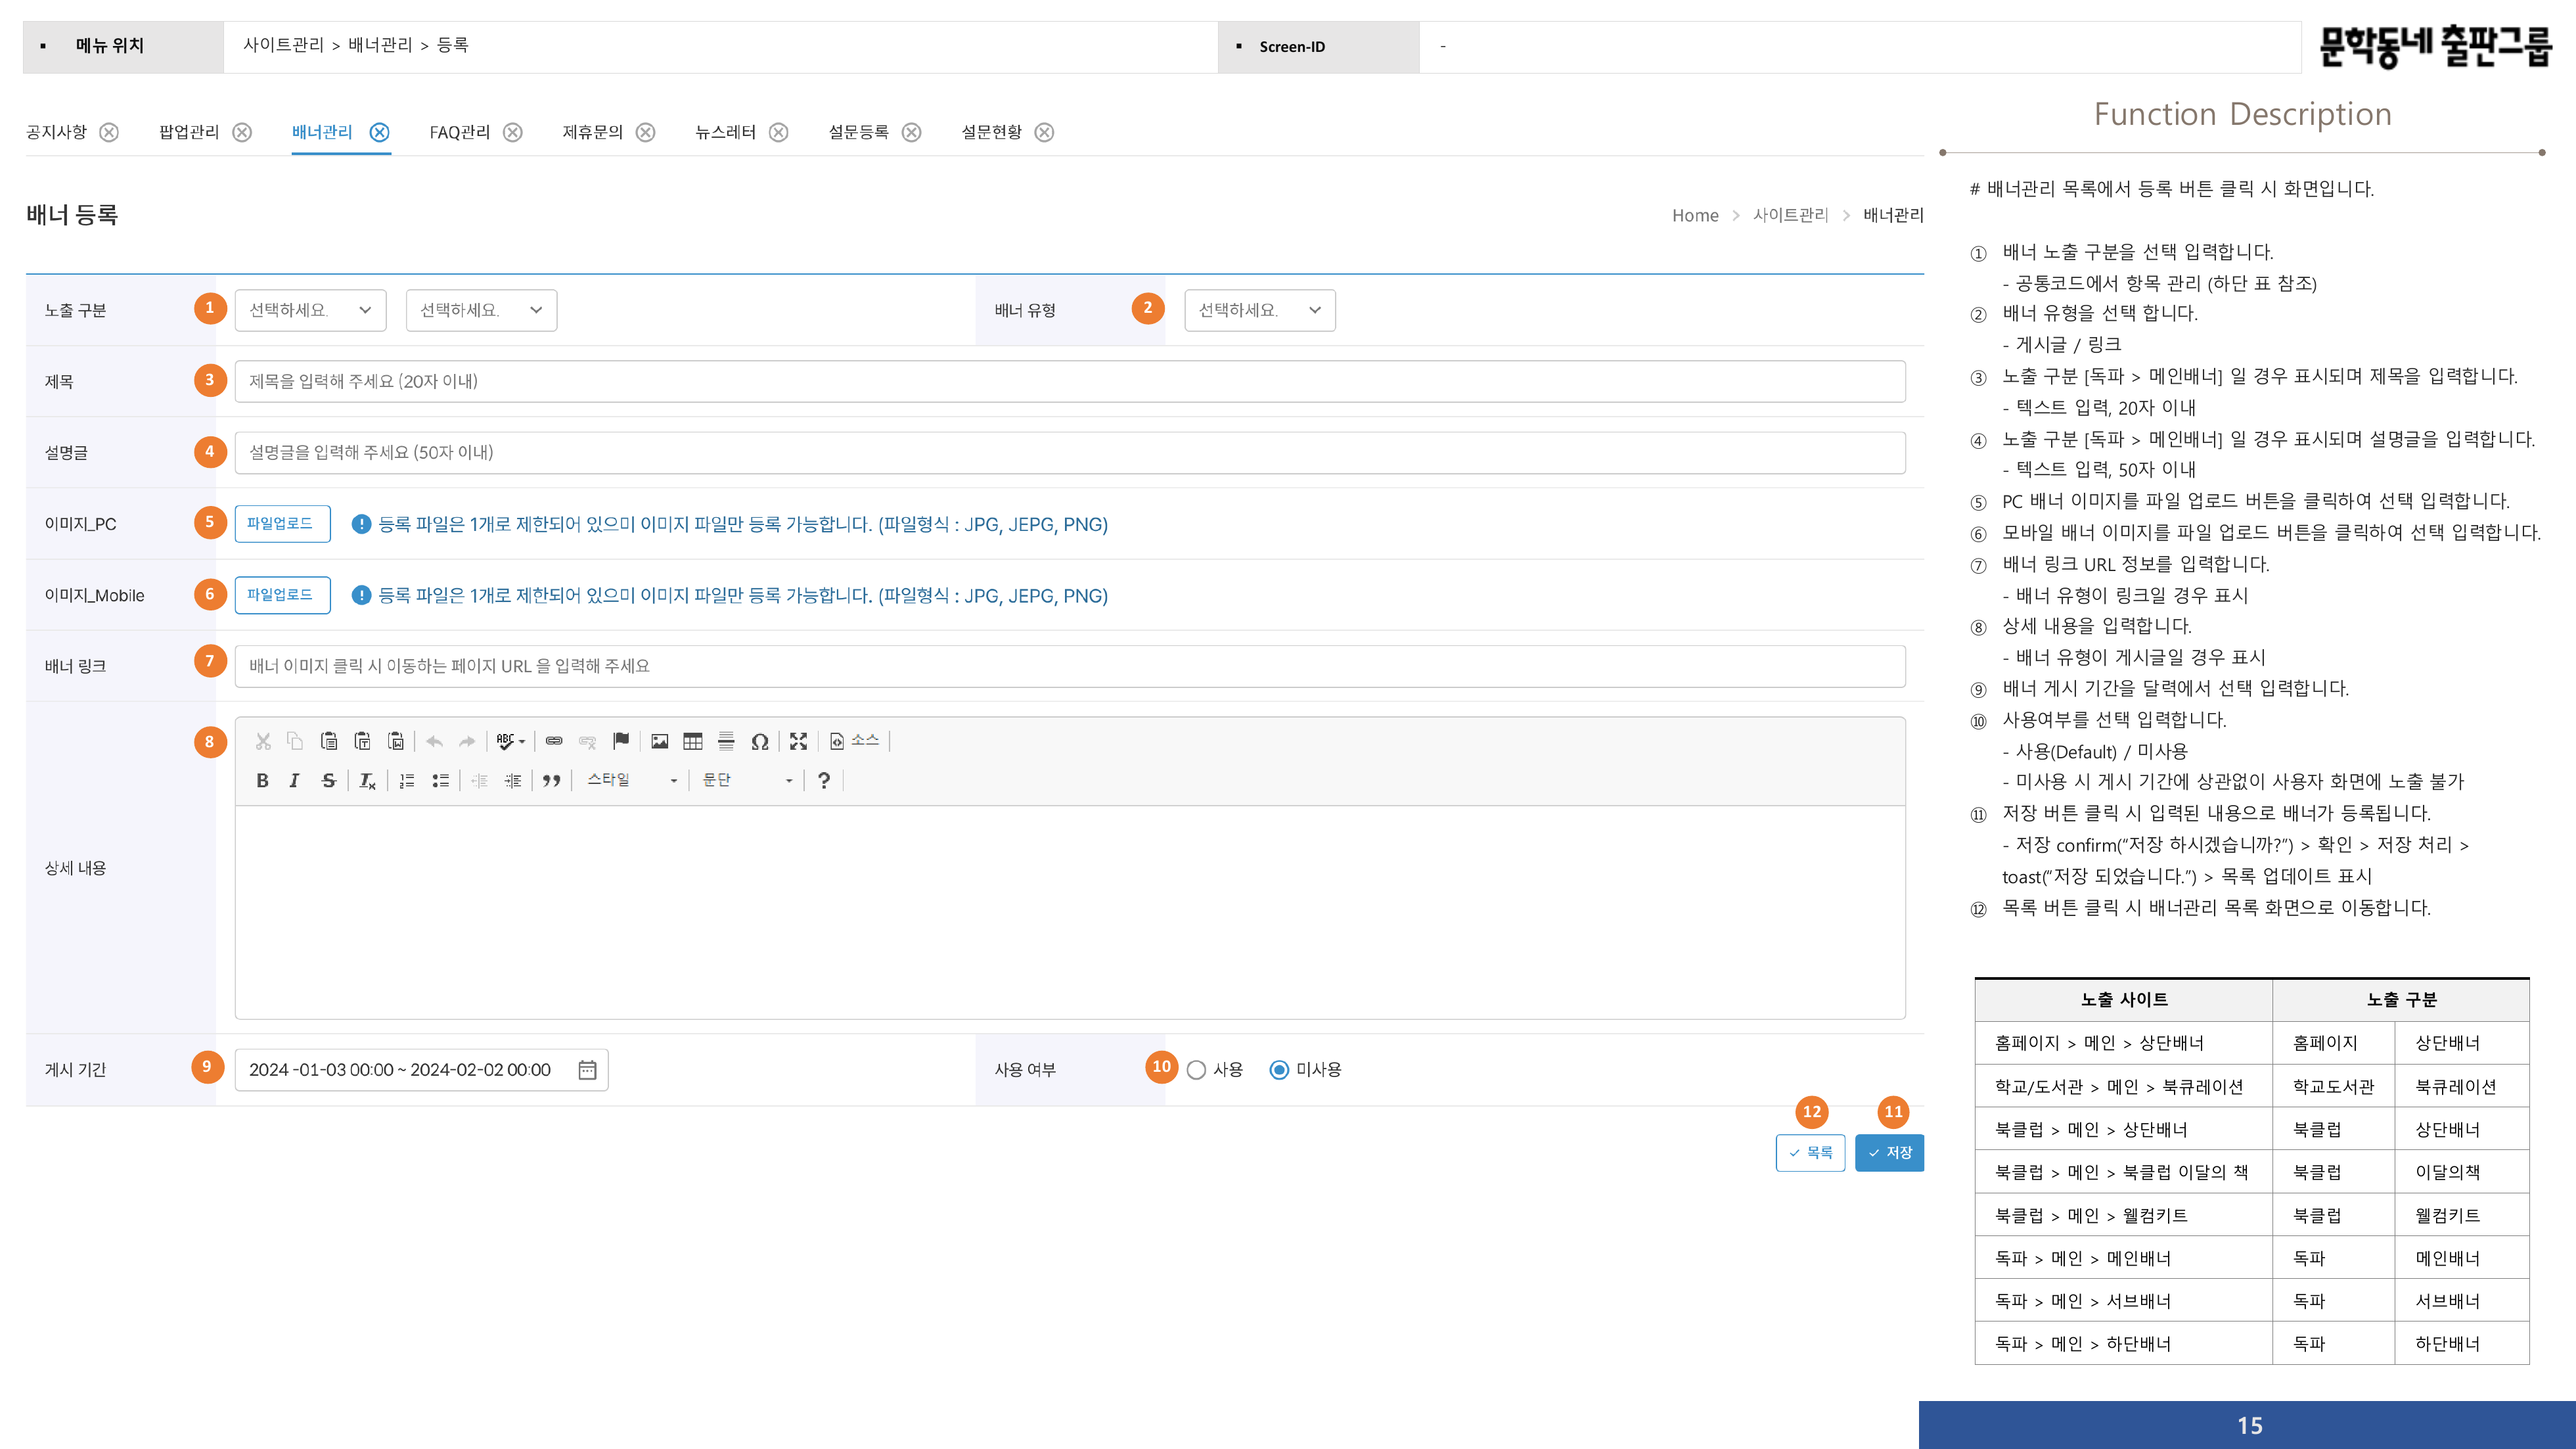 ▪ 메뉴 위치
사이트관리 > 배너관리 > 등록
▪ Screen-ID
-
문학동네 출판그룹
공지사항
팝업관리
배너관리
FAQ관리
제휴문의
뉴스레터
설문등록
설문현황
배너 등록
Home > 사이트관리 > 배너관리
노출 구분
1
선택하세요.
선택하세요.
배너 유형
2
선택하세요.
제목
3
제목을 입력해 주세요 (20자 이내)
설명글
4
설명글을 입력해 주세요 (50자 이내)
이미지_PC
5
파일업로드
등록 파일은 1개로 제한되어 있으미 이미지 파일만 등록 가능합니다. (파일형식 : JPG, JEPG, PNG)
이미지_Mobile
6
파일업로드
등록 파일은 1개로 제한되어 있으미 이미지 파일만 등록 가능합니다. (파일형식 : JPG, JEPG, PNG)
배너 링크
7
배너 이미지 클릭 시 이동하는 페이지 URL 을 입력해 주세요
상세 내용
8
ABC
Ω
소스
B I S Tx
스타일
문단
?
게시 기간
9
2024 -01-03 00:00 ~ 2024-02-02 00:00
사용 여부
10
사용
미사용
12
11
목록
저장
Function Description
# 배너관리 목록에서 등록 버튼 클릭 시 화면입니다.
① 배너 노출 구분을 선택 입력합니다.
- 공통코드에서 항목 관리 (하단 표 참조)
② 배너 유형을 선택 합니다.
- 게시글 / 링크
③ 노출 구분 [독파 > 메인배너] 일 경우 표시되며 제목을 입력합니다.
- 텍스트 입력, 20자 이내
④ 노출 구분 [독파 > 메인배너] 일 경우 표시되며 설명글을 입력합니다.
- 텍스트 입력, 50자 이내
⑤ PC 배너 이미지를 파일 업로드 버튼을 클릭하여 선택 입력합니다.
⑥ 모바일 배너 이미지를 파일 업로드 버튼을 클릭하여 선택 입력합니다.
⑦ 배너 링크 URL 정보를 입력합니다.
- 배너 유형이 링크일 경우 표시
⑧ 상세 내용을 입력합니다.
- 배너 유형이 게시글일 경우 표시
⑨ 배너 게시 기간을 달력에서 선택 입력합니다.
⑩ 사용여부를 선택 입력합니다.
- 사용(Default) / 미사용
- 미사용 시 게시 기간에 상관없이 사용자 화면에 노출 불가
⑪ 저장 버튼 클릭 시 입력된 내용으로 배너가 등록됩니다.
- 저장 confirm(“저장 하시겠습니까?”) > 확인 > 저장 처리 >
toast(“저장 되었습니다.”) > 목록 업데이트 표시
⑫ 목록 버튼 클릭 시 배너관리 목록 화면으로 이동합니다.
노출 사이트 노출 구분
홈페이지 > 메인 > 상단배너 홈페이지 상단배너
학교/도서관 > 메인 > 북큐레이션 학교도서관 북큐레이션
북클럽 > 메인 > 상단배너 북클럽 상단배너
북클럽 > 메인 > 북클럽 이달의 책 북클럽 이달의책
북클럽 > 메인 > 웰컴키트 북클럽 웰컴키트
독파 > 메인 > 메인배너 독파 메인배너
독파 > 메인 > 서브배너 독파 서브배너
독파 > 메인 > 하단배너 독파 하단배너
15